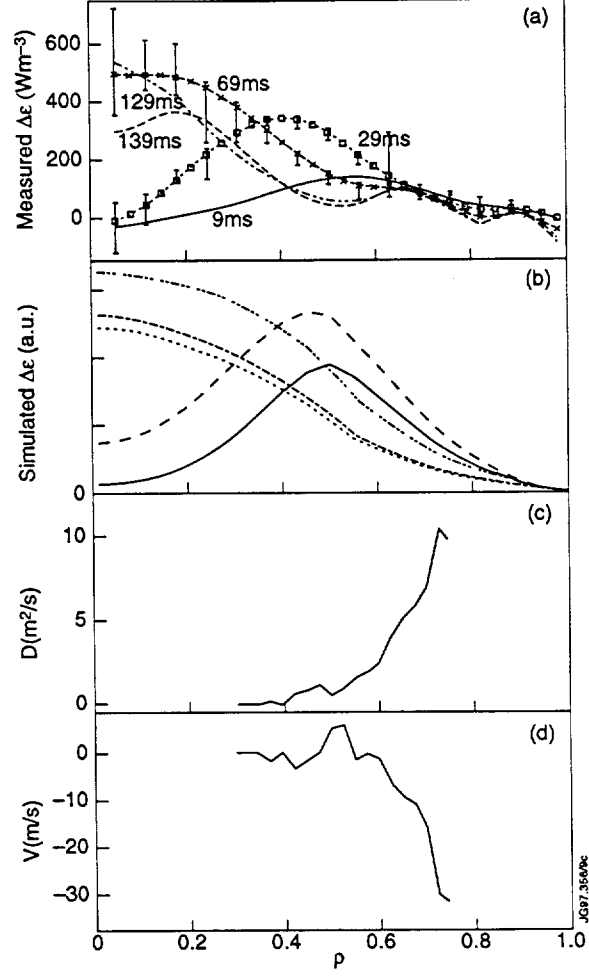 (a)
Measured Δε (Wm⁻³)
600
400
200
0
69ms
129ms
139ms
29ms
9ms
(b)
Simulated Δε (a.u.)
0
(c)
D(m²/s)
10
5
0
(d)
V(m/s)
0
−10
−20
−30
0
0.2
0.4
0.6
0.8
1.0
ρ
JG97.356/9c